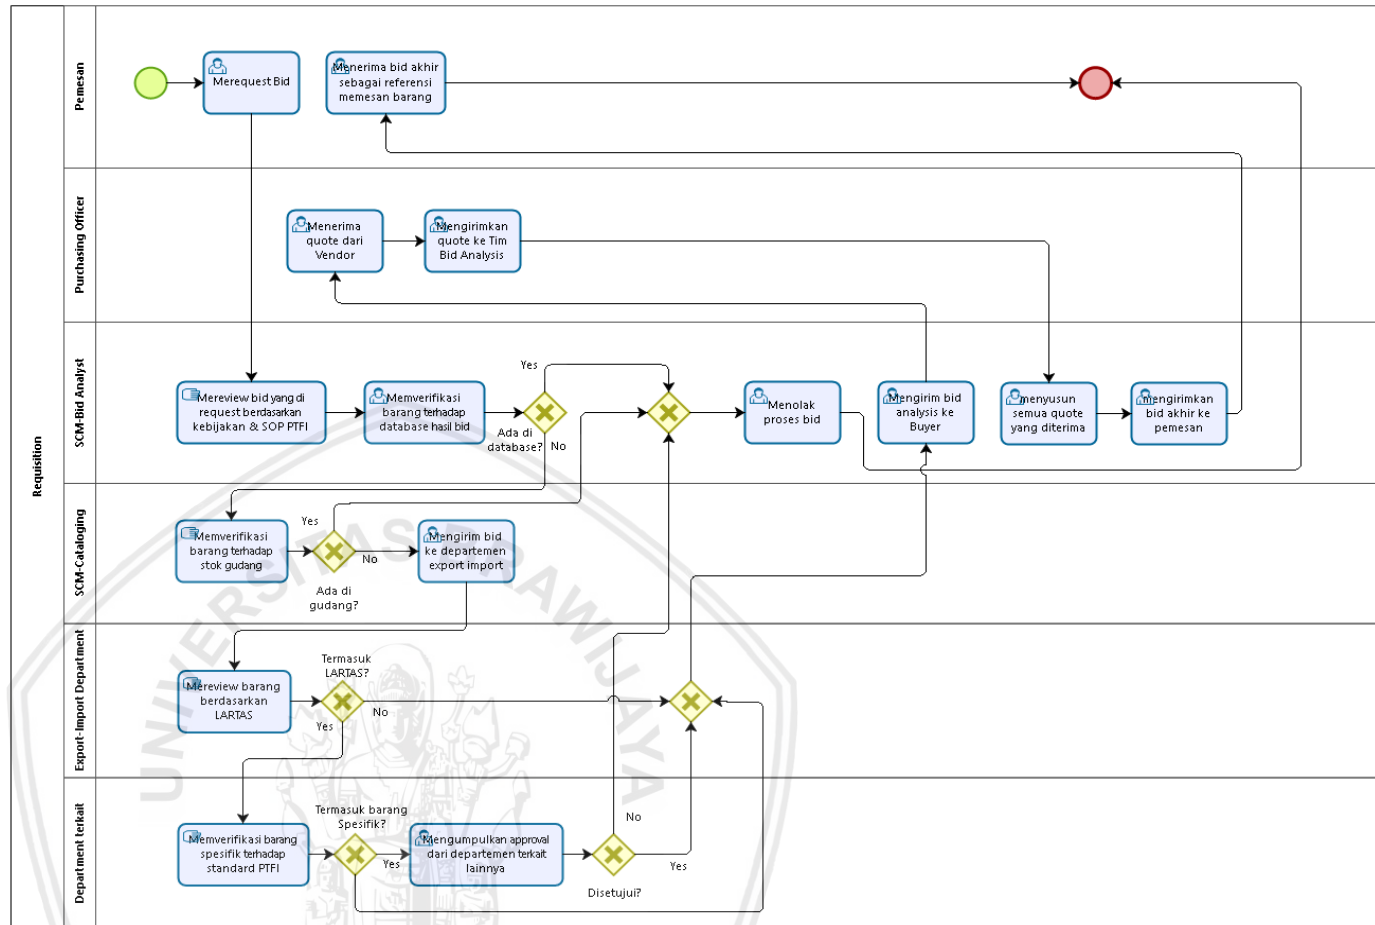 Requisition
Pemesan
Merequest Bid
Menerima bid akhir
sebagai referensi
memesan barang
Purchasing Officer
Menerima
quote dari
Vendor
Mengirimkan
quote ke Tim
Bid Analysis
SCM-Bid Analyst
Mereview bid yang di
request berdasarkan
kebijakan & SOP PTFI
Memverifikasi
barang terhadap
database hasil bid
Yes
Ada di
database?
No
Menolak
proses bid
Mengirim bid
analysis ke
Buyer
menyusun
semua quote
yang diterima
mengirimkan
bid akhir ke
pemesan
SCM-Cataloging
Memverifikasi
barang terhadap
stok gudang
Yes
No
Ada di
gudang?
Mengirim bid
ke departemen
export import
Export-Import Department
Mereview barang
berdasarkan
LARTAS
Termasuk
LARTAS?
No
Yes
Department terkait
Memverifikasi barang
spesifik terhadap
standard PTFI
Termasuk barang
Spesifik?
Yes
Mengumpulkan approval
dari departemen terkait
lainnya
No
Yes
Disetujui?
UNIVERSITAS BRAWIJAYA